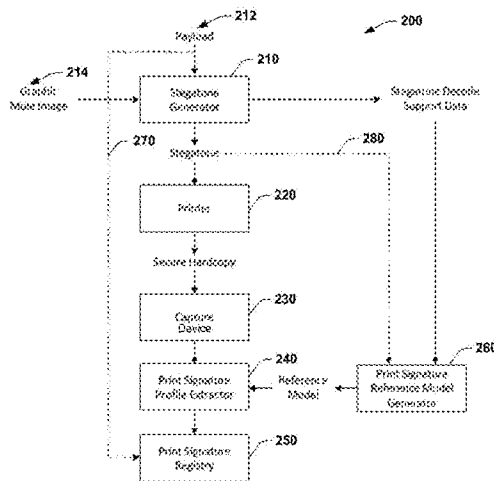 212
200
Payload
210
214
Graphic
Mute Image
Stegatone
Generator
Stegatone Decode
Support Data
270
Stegatone
280
220
Printer
Secure Hardcopy
230
Capture
Device
240
260
Print Signature
Profile Extractor
Reference
Model
Print Signature
Reference Model
Generator
250
Print Signature
Registry